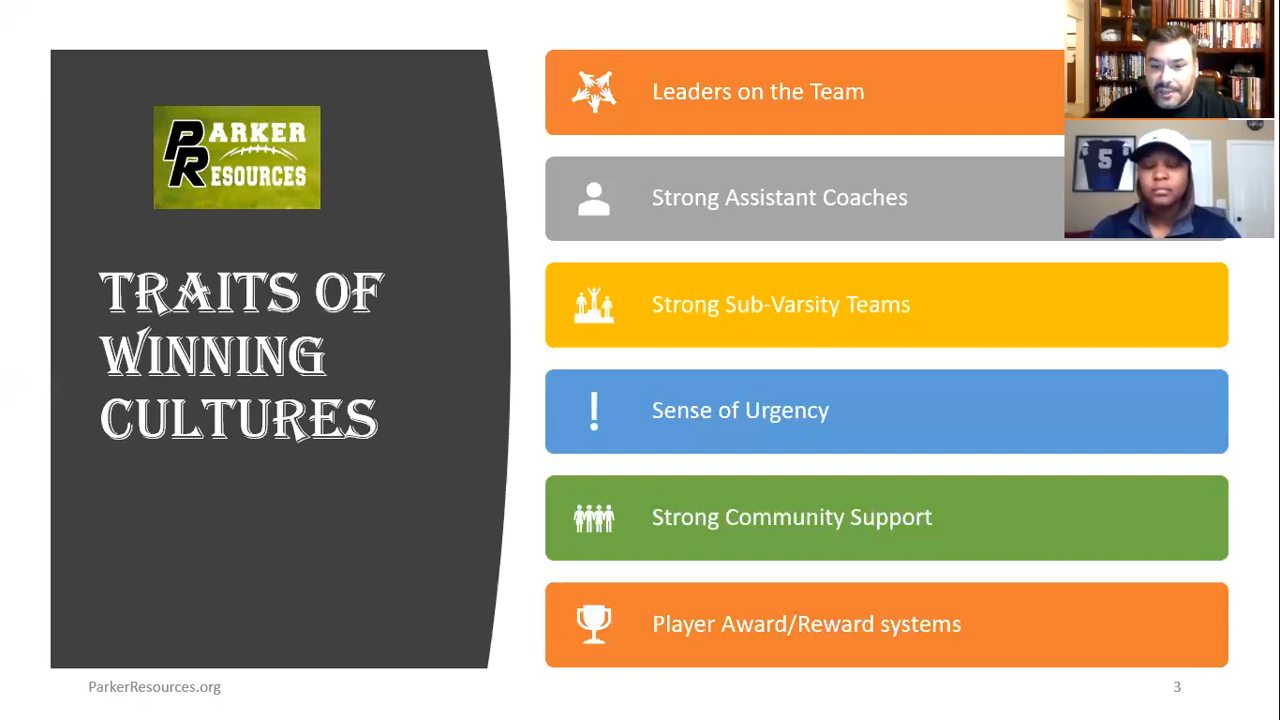 PARKER
RESOURCES
TRAITS OF
WINNING
CULTURES
Leaders on the Team
Strong Assistant Coaches
Strong Sub-Varsity Teams
Sense of Urgency
Strong Community Support
Player Award/Reward systems
5
ParkerResources.org
3